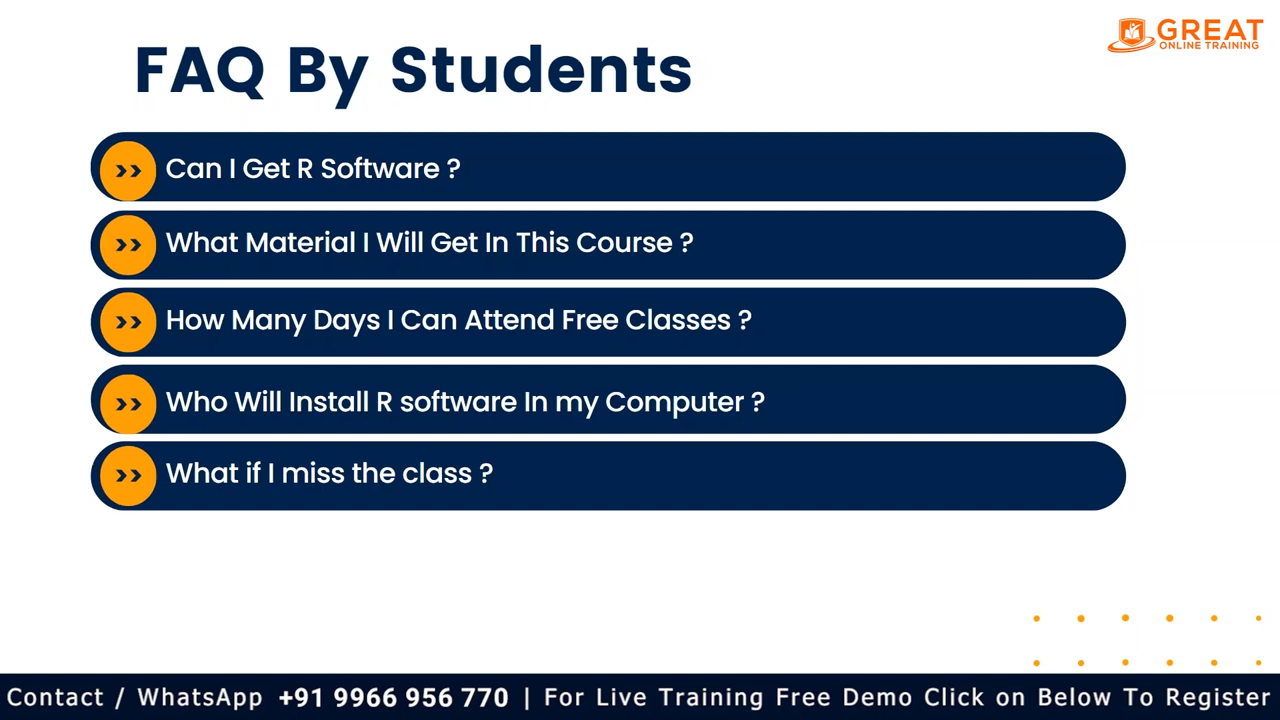 GREAT
ONLINE TRAINING
FAQ By Students
>> Can I Get R Software ?
>> What Material I Will Get In This Course ?
>> How Many Days I Can Attend Free Classes ?
>> Who Will Install R software In my Computer ?
>> What if I miss the class ?
Contact / WhatsApp +91 9966 956 770 | For Live Training Free Demo Click on Below To Register